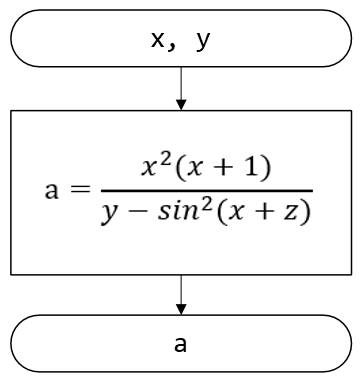 x, y
a = x²(x + 1) / y − sin²(x + z)
a